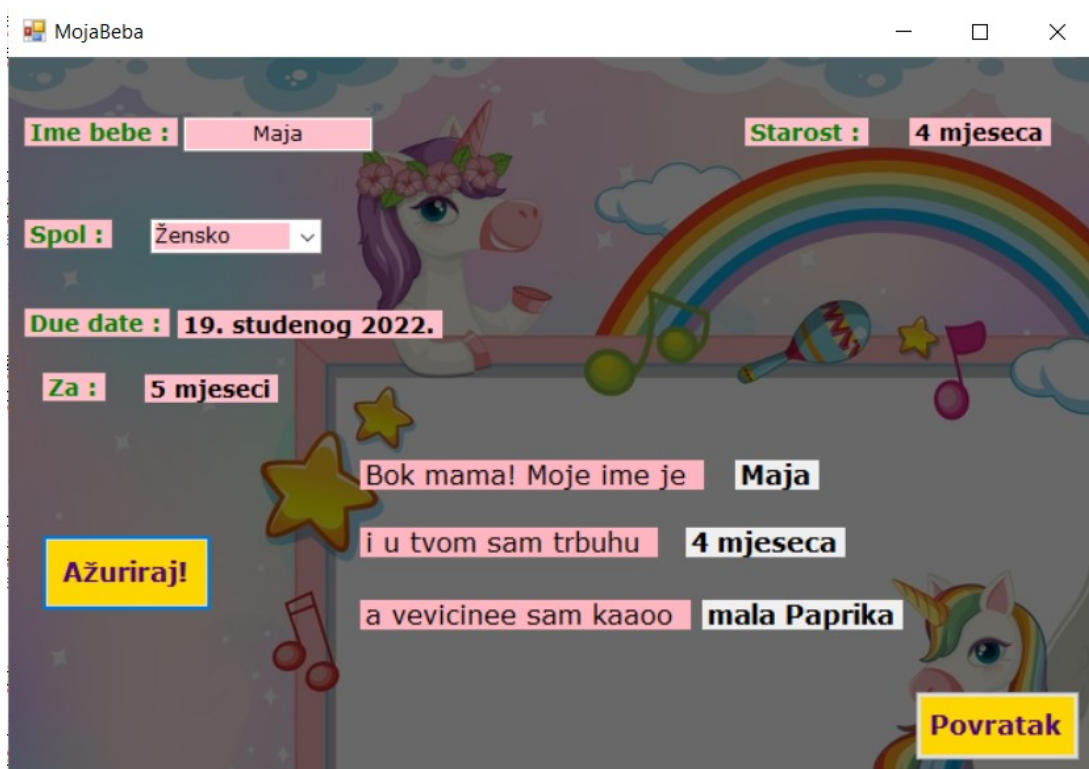 MojaBeba
Ime bebe : Maja Starost : 4 mjeseca
Spol : Žensko
Due date : 19. studenog 2022.
Za : 5 mjeseci
Bok mama! Moje ime je Maja
i u tvom sam trbuhu 4 mjeseca
Ažuriraj!
a vevicinee sam kaaoo mala Paprika
Povratak